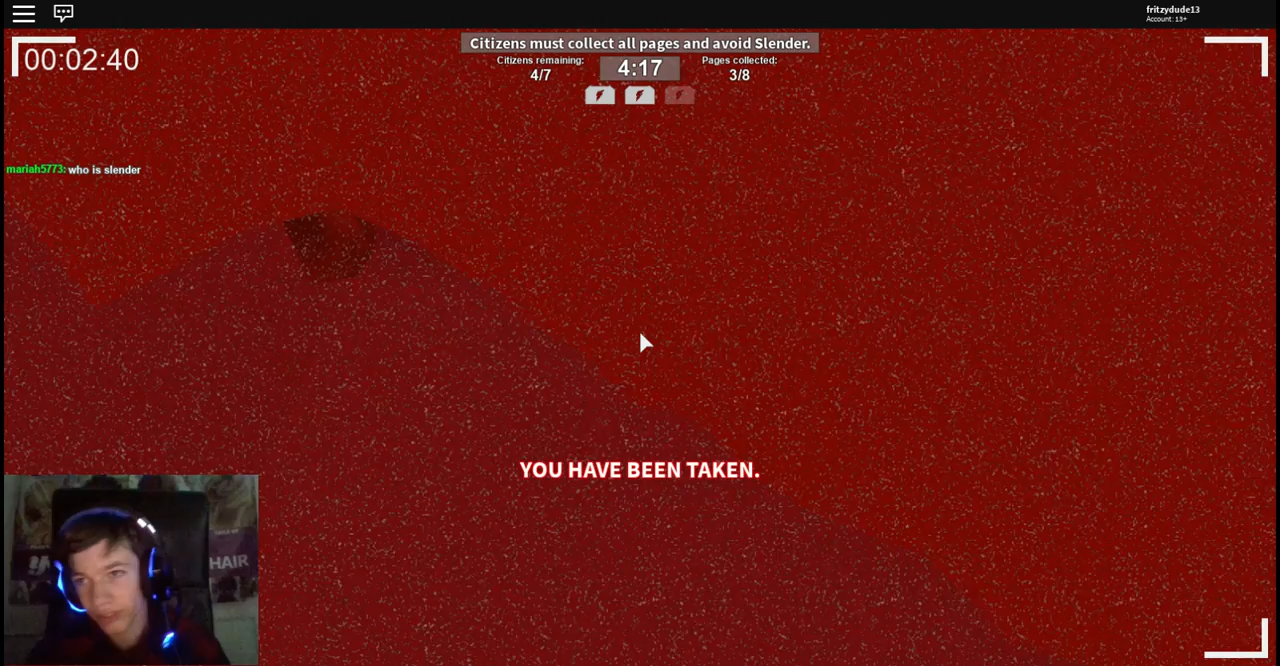 fritzydude13
Account: 13+
00:02:40
Citizens must collect all pages and avoid Slender.
Citizens remaining:
4/7
4:17
Pages collected:
3/8
mariah5773: who is slender
YOU HAVE BEEN TAKEN.
HAIR